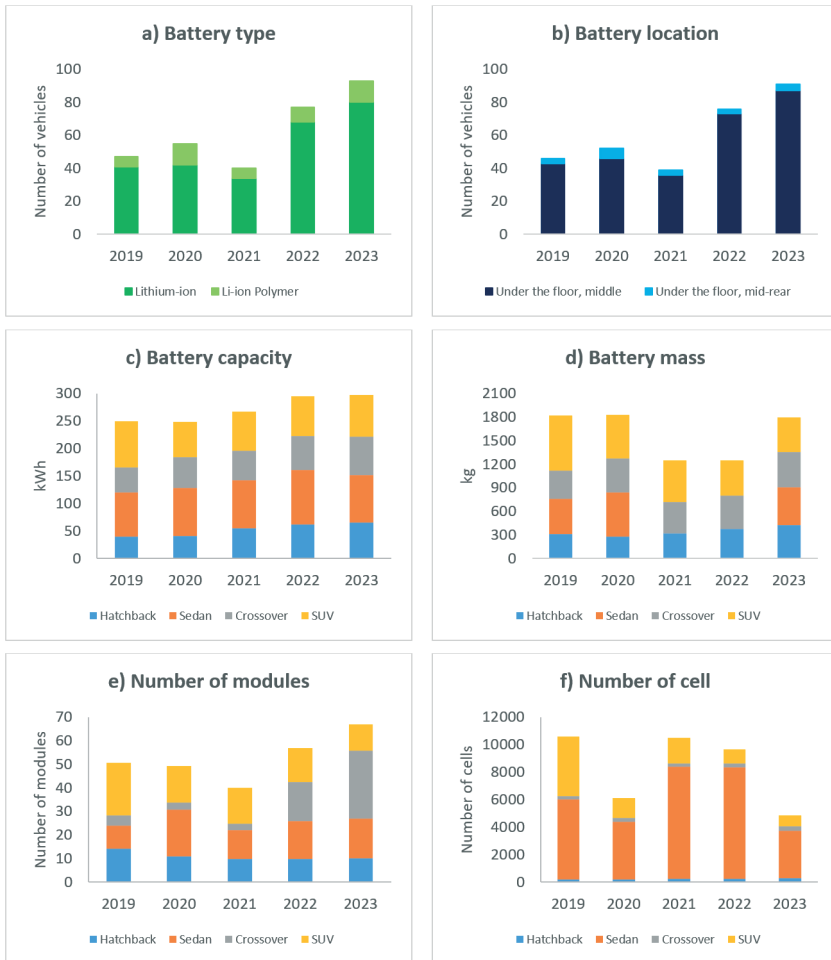 a) Battery type
Number of vehicles
100
80
60
40
20
0
2019 2020 2021 2022 2023
Lithium-ion Li-ion Polymer
b) Battery location
Number of vehicles
100
80
60
40
20
0
2019 2020 2021 2022 2023
Under the floor, middle Under the floor, mid-rear
c) Battery capacity
kWh
300
250
200
150
100
50
0
2019 2020 2021 2022 2023
Hatchback Sedan Crossover SUV
d) Battery mass
kg
2100
1800
1500
1200
900
600
300
0
2019 2020 2021 2022 2023
Hatchback Sedan Crossover SUV
e) Number of modules
Number of modules
70
60
50
40
30
20
10
0
2019 2020 2021 2022 2023
Hatchback Sedan Crossover SUV
f) Number of cell
Number of cells
12000
10000
8000
6000
4000
2000
0
2019 2020 2021 2022 2023
Hatchback Sedan Crossover SUV